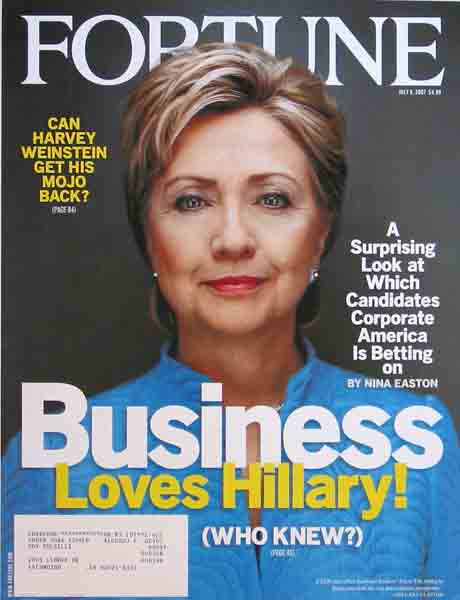 FORTUNE
JULY 9, 2007 $4.99
CAN
HARVEY
WEINSTEIN
GET HIS
MOJO
BACK?
(PAGE 84)
A
Surprising
Look at
Which
Candidates
Corporate
America
Is Betting
on
BY NINA EASTON
Business
Loves Hillary!
(WHO KNEW?)